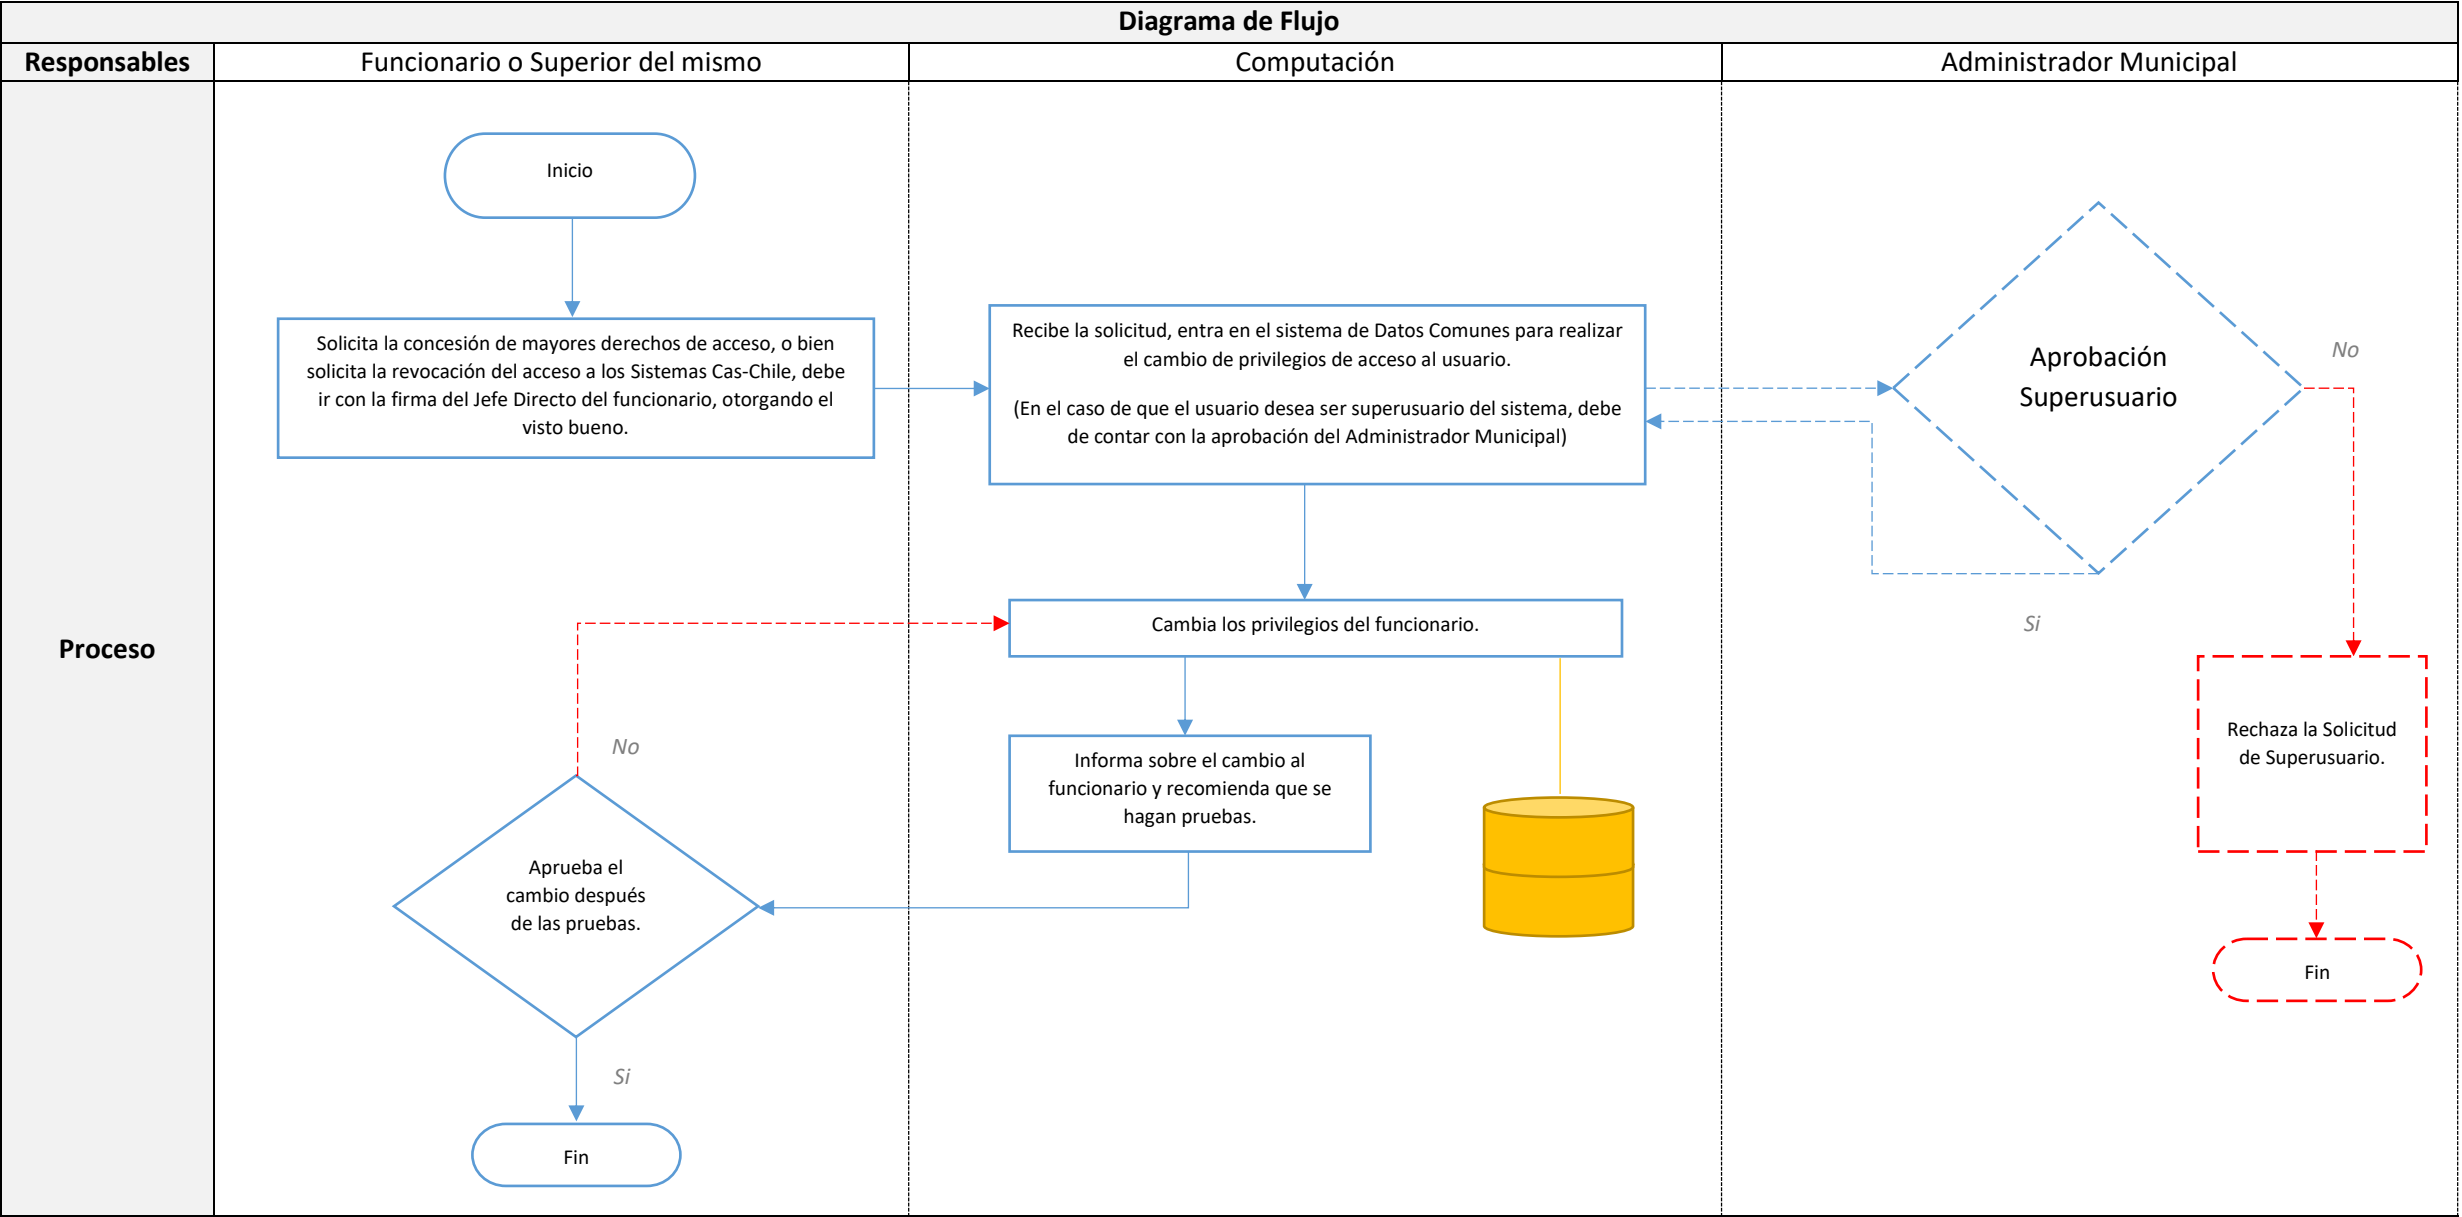 Diagrama de Flujo
Responsables
Funcionario o Superior del mismo
Computación
Administrador Municipal
Proceso
Inicio
Solicita la concesión de mayores derechos de acceso, o bien
solicita la revocación del acceso a los Sistemas Cas-Chile, debe
ir con la firma del Jefe Directo del funcionario, otorgando el
visto bueno.
Recibe la solicitud, entra en el sistema de Datos Comunes para realizar
el cambio de privilegios de acceso al usuario.
(En el caso de que el usuario desea ser superusuario del sistema, debe
de contar con la aprobación del Administrador Municipal)
Aprobación
Superusuario
No
Si
Cambia los privilegios del funcionario.
Rechaza la Solicitud
de Superusuario.
Informa sobre el cambio al
funcionario y recomienda que se
hagan pruebas.
No
Aprueba el
cambio después
de las pruebas.
Fin
Si
Fin